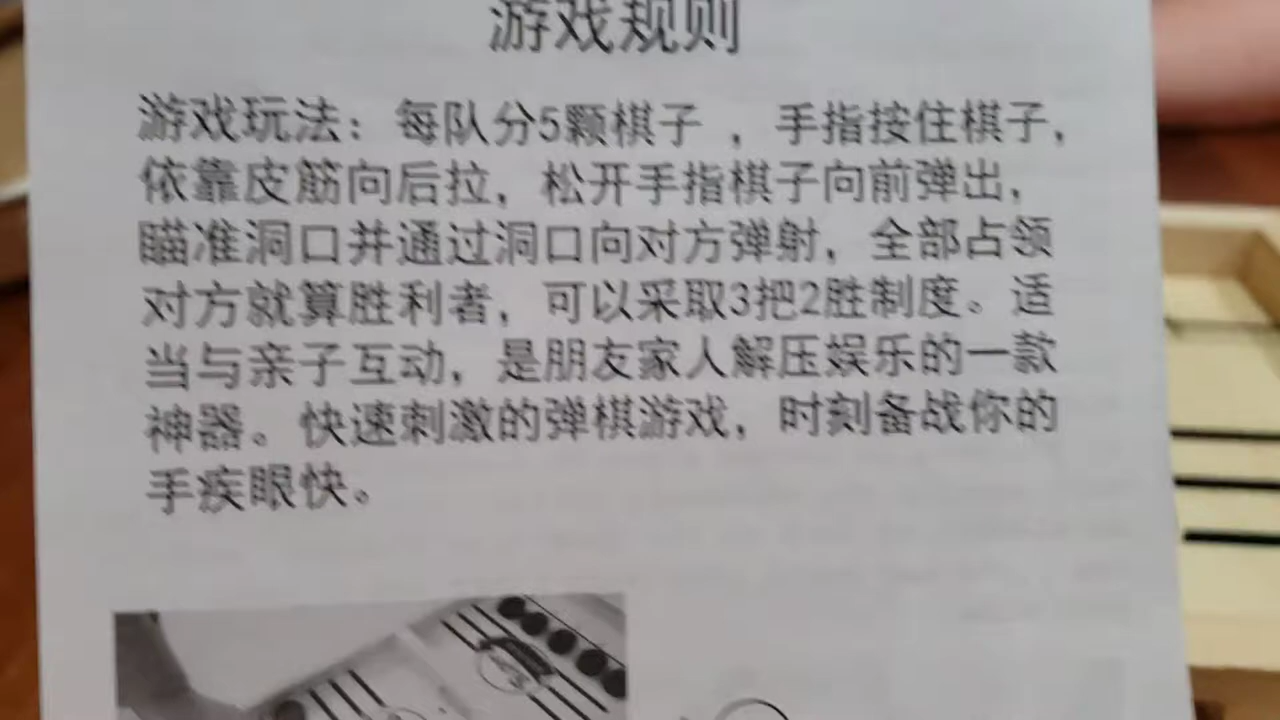 游戏规则
游戏玩法：每队分5颗棋子，手指按住棋子，
依靠皮筋向后拉，松开手指棋子向前弹出，
瞄准洞口并通过洞口向对方弹射，全部占领
对方就算胜利者，可以采取3把2胜制度。适
当与亲子互动，是朋友家人解压娱乐的一款
神器。快速刺激的弹棋游戏，时刻备战你的
手疾眼快。